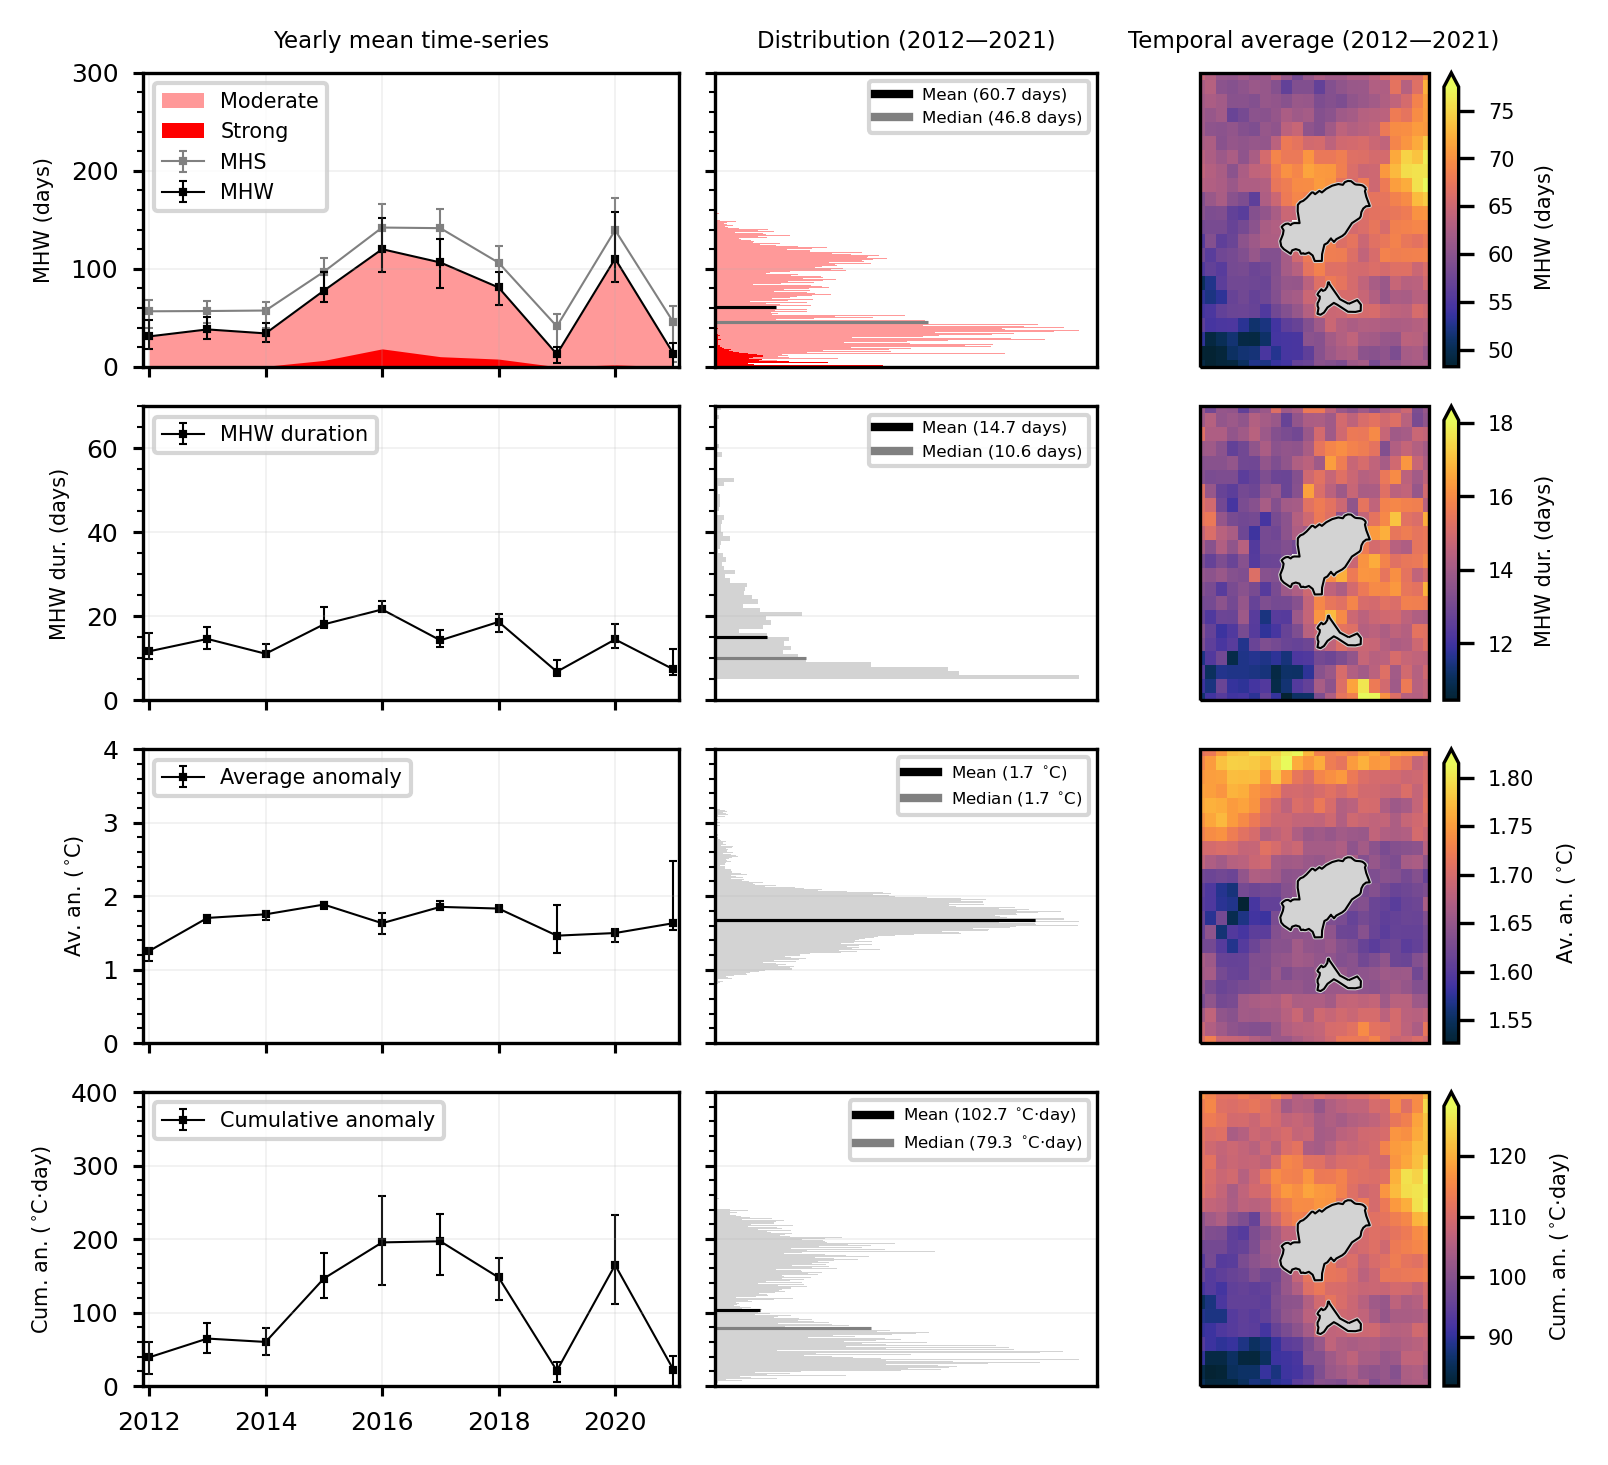 Yearly mean time-series
Distribution (2012—2021)
Temporal average (2012—2021)
MHW (days)
300
200
100
0
Moderate
Strong
MHS
MHW
Mean (60.7 days)
Median (46.8 days)
75
70
65
60
55
50
MHW (days)
MHW dur. (days)
60
40
20
0
MHW duration
Mean (14.7 days)
Median (10.6 days)
18
16
14
12
MHW dur. (days)
Av. an. (°C)
4
3
2
1
0
Average anomaly
Mean (1.7 °C)
Median (1.7 °C)
1.80
1.75
1.70
1.65
1.60
1.55
Av. an. (°C)
Cum. an. (°C·day)
400
300
200
100
0
Cumulative anomaly
Mean (102.7 °C·day)
Median (79.3 °C·day)
120
110
100
90
Cum. an. (°C·day)
2012 2014 2016 2018 2020